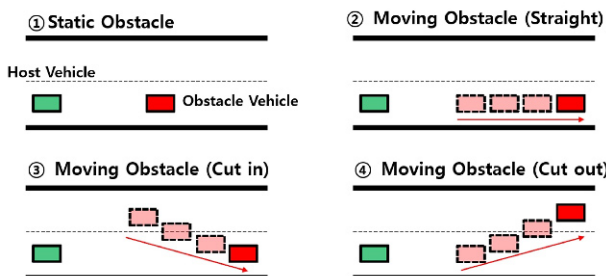 ① Static Obstacle
② Moving Obstacle (Straight)
Host Vehicle
Obstacle Vehicle
③ Moving Obstacle (Cut in)
④ Moving Obstacle (Cut out)